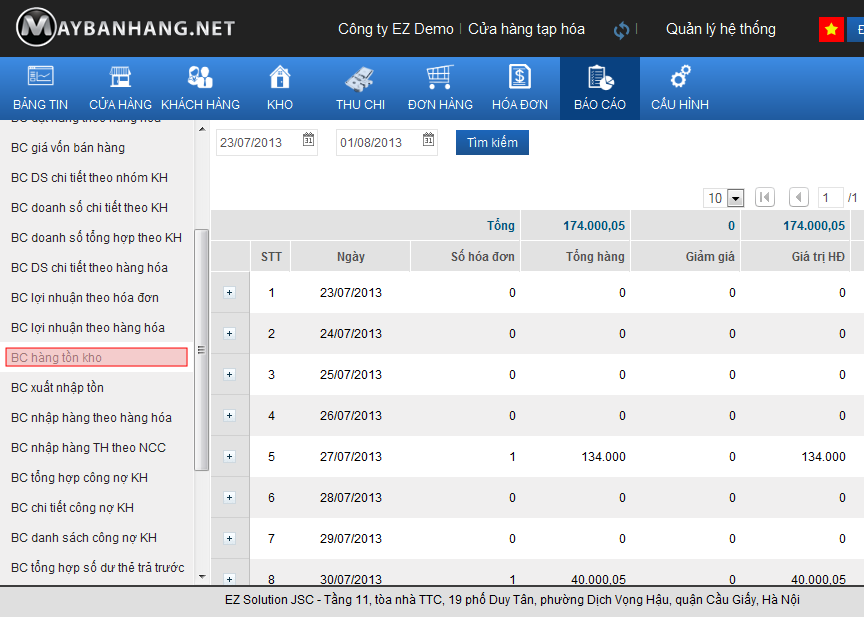 MAYBANHANG.NET
Công ty EZ Demo | Cửa hàng tạp hóa | Quản lý hệ thống
BẢNG TIN CỬA HÀNG KHÁCH HÀNG KHO THU CHI ĐƠN HÀNG HÓA ĐƠN BÁO CÁO CẤU HÌNH
BC đặt hàng theo hàng hóa
BC giá vốn bán hàng
BC DS chi tiết theo nhóm KH
BC doanh số chi tiết theo KH
BC doanh số tổng hợp theo KH
BC DS chi tiết theo hàng hóa
BC lợi nhuận theo hóa đơn
BC lợi nhuận theo hàng hóa
BC hàng tồn kho
BC xuất nhập tồn
BC nhập hàng theo hàng hóa
BC nhập hàng TH theo NCC
BC tổng hợp công nợ KH
BC chi tiết công nợ KH
BC danh sách công nợ KH
BC tổng hợp số dư thẻ trả trước
23/07/2013 01/08/2013 Tìm kiếm
10 1 /1
Tổng 174.000,05 0 174.000,05
STT Ngày Số hóa đơn Tổng hàng Giảm giá Giá trị HĐ
1 23/07/2013 0 0 0 0
2 24/07/2013 0 0 0 0
3 25/07/2013 0 0 0 0
4 26/07/2013 0 0 0 0
5 27/07/2013 1 134.000 0 134.000
6 28/07/2013 0 0 0 0
7 29/07/2013 0 0 0 0
8 30/07/2013 1 40.000,05 0 40.000,05
EZ Solution JSC - Tầng 11, tòa nhà TTC, 19 phố Duy Tân, phường Dịch Vọng Hậu, quận Cầu Giấy, Hà Nội